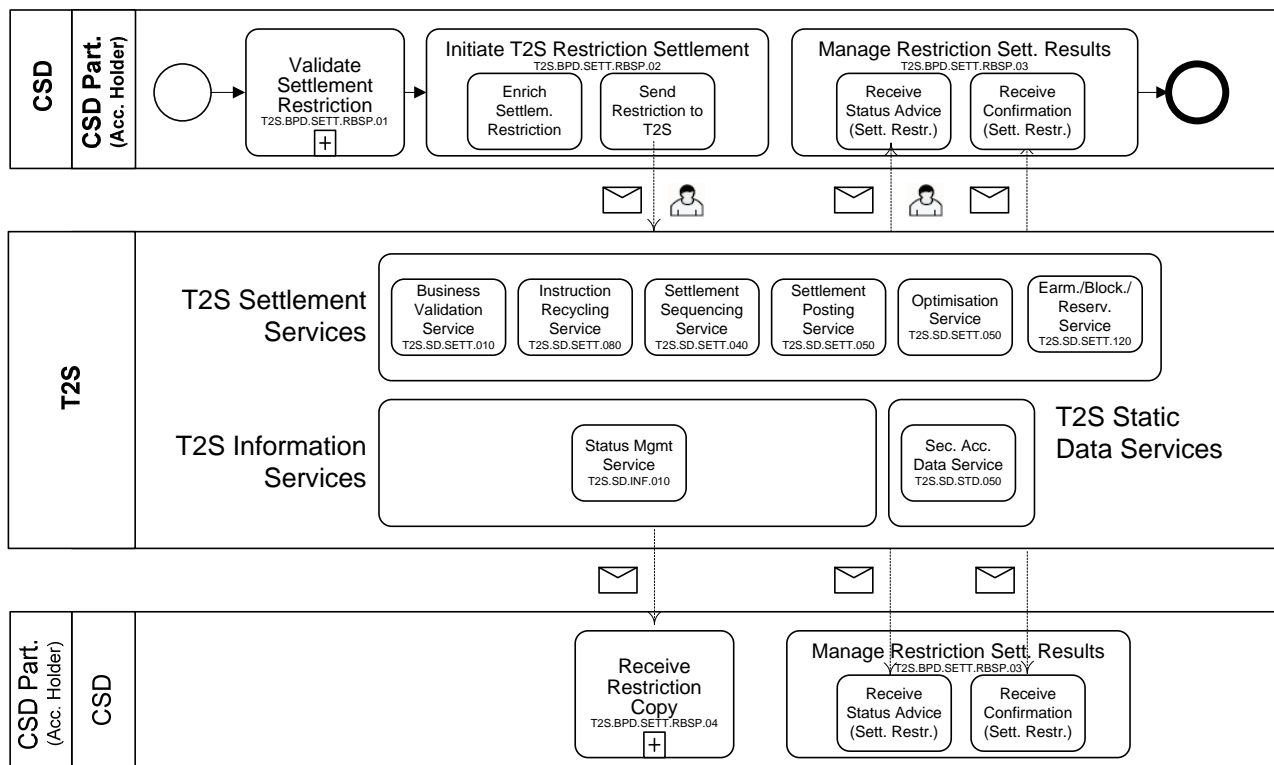 CSD
CSD Part.
(Acc. Holder)
Validate
Settlement
Restriction
T2S.BPD.SETT.RBSP.01
+
Initiate T2S Restriction Settlement
T2S.BPD.SETT.RBSP.02
Enrich
Settlem.
Restriction
Send
Restriction to
T2S
Manage Restriction Sett. Results
T2S.BPD.SETT.RBSP.03
Receive
Status Advice
(Sett. Restr.)
Receive
Confirmation
(Sett. Restr.)
T2S
T2S Settlement
Services
Business
Validation
Service
T2S.SD.SETT.010
Instruction
Recycling
Service
T2S.SD.SETT.080
Settlement
Sequencing
Service
T2S.SD.SETT.040
Settlement
Posting
Service
T2S.SD.SETT.050
Optimisation
Service
T2S.SD.SETT.050
Earm./Block./
Reserv.
Service
T2S.SD.SETT.120
T2S Information
Services
Status Mgmt
Service
T2S.SD.INF.010
Sec. Acc.
Data Service
T2S.SD.STD.050
T2S Static
Data Services
CSD Part.
(Acc. Holder)
CSD
Receive
Restriction
Copy
T2S.BPD.SETT.RBSP.04
+
Manage Restriction Sett. Results
T2S.BPD.SETT.RBSP.03
Receive
Status Advice
(Sett. Restr.)
Receive
Confirmation
(Sett. Restr.)